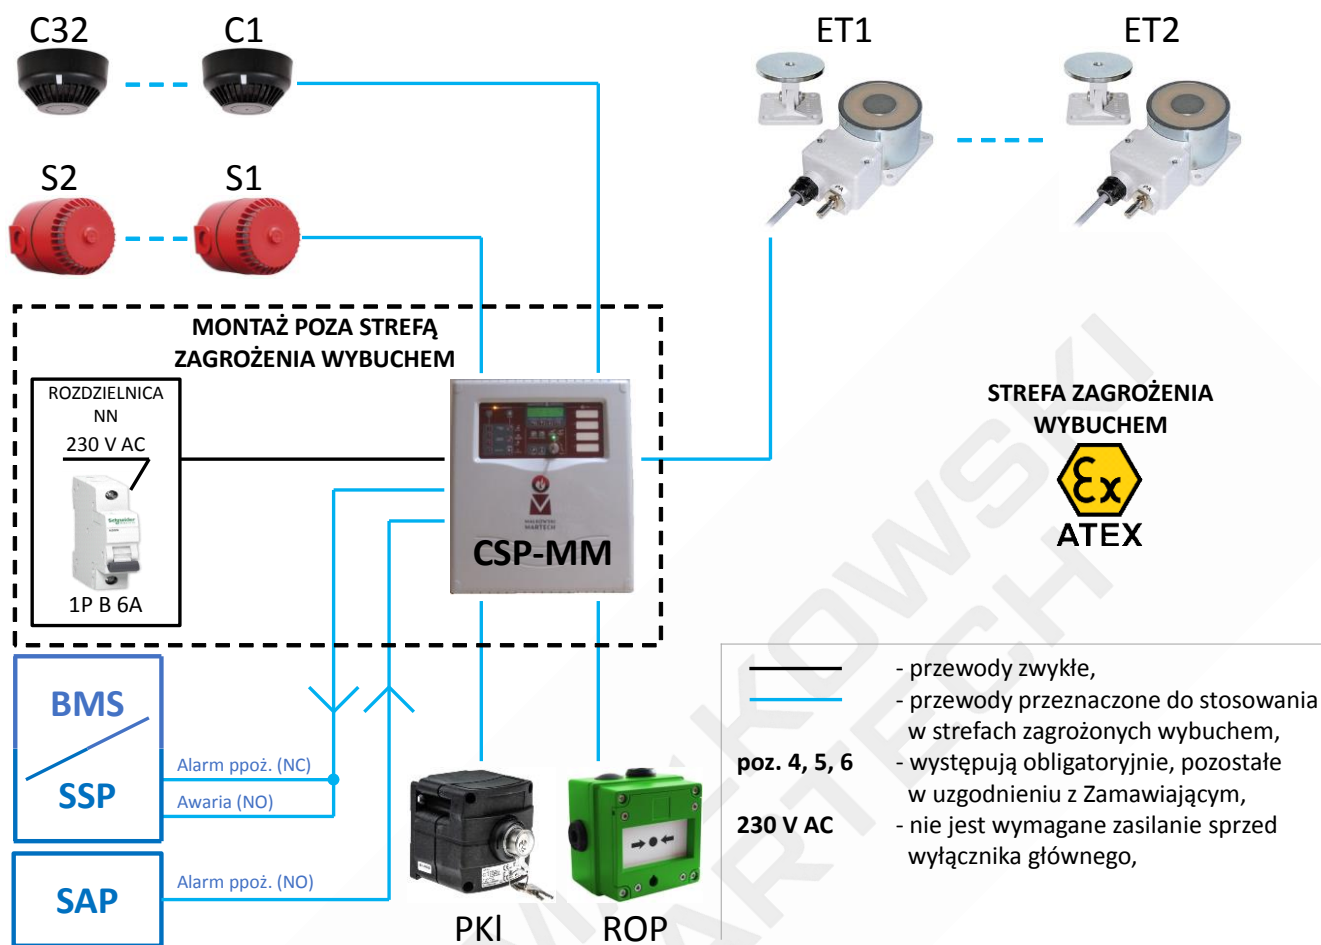 C32
C1
ET1
ET2
S2
S1
MONTAŻ POZA STREFĄ
ZAGROŻENIA WYBUCHEM
ROZDZIELNICA
NN
230 V AC
1P B 6A
CSP-MM
STREFA ZAGROŻENIA
WYBUCHEM
Ex
ATEX
BMS
SSP
Alarm ppoż. (NC)
Awaria (NO)
SAP
Alarm ppoż. (NO)
PKl
ROP
- przewody zwykłe,
- przewody przeznaczone do stosowania
w strefach zagrożonych wybuchem,
poz. 4, 5, 6 - występują obligatoryjnie, pozostałe
w uzgodnieniu z Zamawiającym,
230 V AC - nie jest wymagane zasilanie sprzed
wyłącznika głównego,